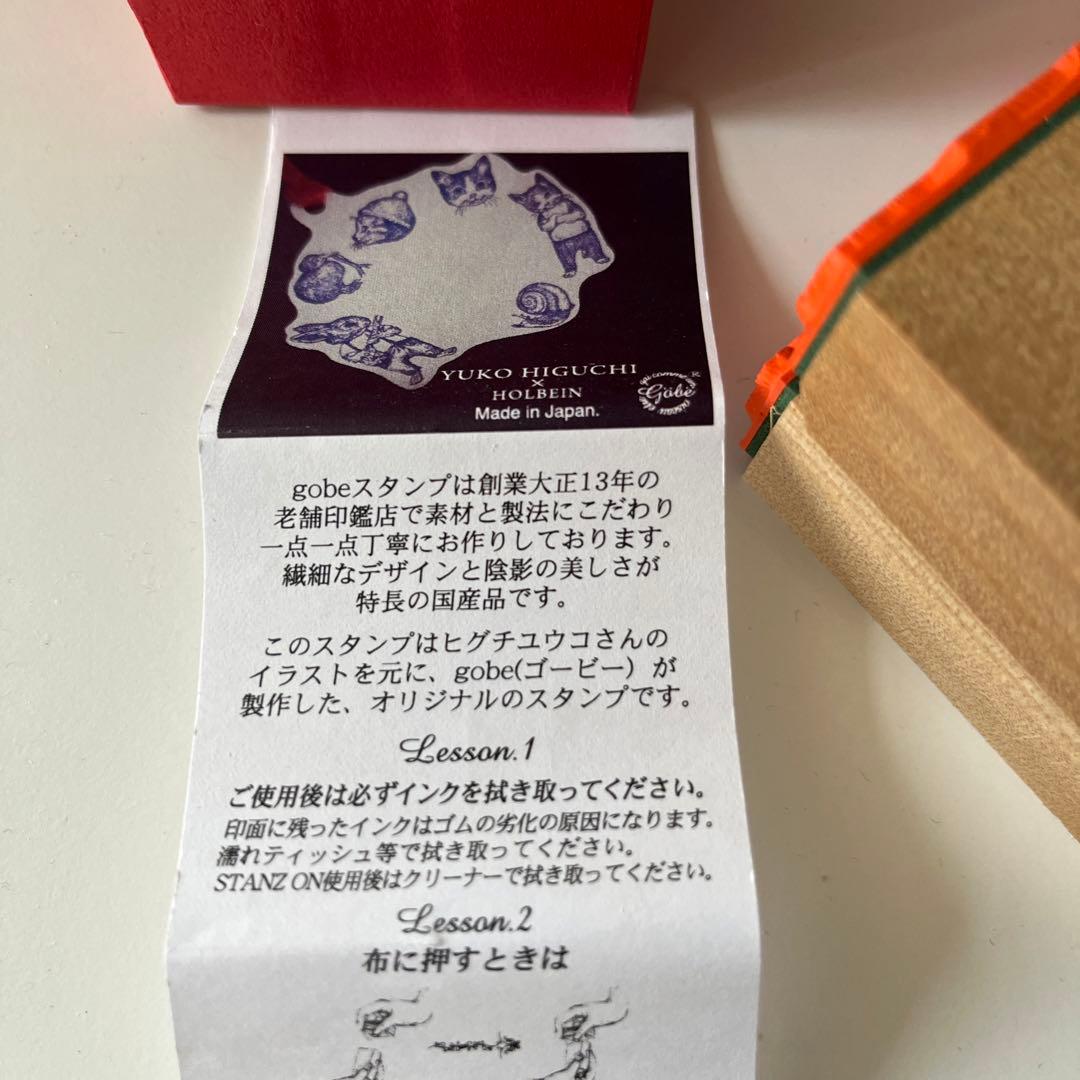 YUKO HIGUCHI
×
HOLBEIN
Made in Japan.
Gobe
®
gobeスタンプは創業大正13年の
老舗印鑑店で素材と製法にこだわり
一点一点丁寧にお作りしております。
繊細なデザインと陰影の美しさが
特長の国産品です。
このスタンプはヒグチユウコさんの
イラストを元に、gobe(ゴービー）が
製作した、オリジナルのスタンプです。
Lesson.1
ご使用後は必ずインクを拭き取ってください。
印面に残ったインクはゴムの劣化の原因になります。
濡れティッシュ等で拭き取ってください。
STANZ ON使用後はクリーナーで拭き取ってください。
Lesson.2
布に押すときは